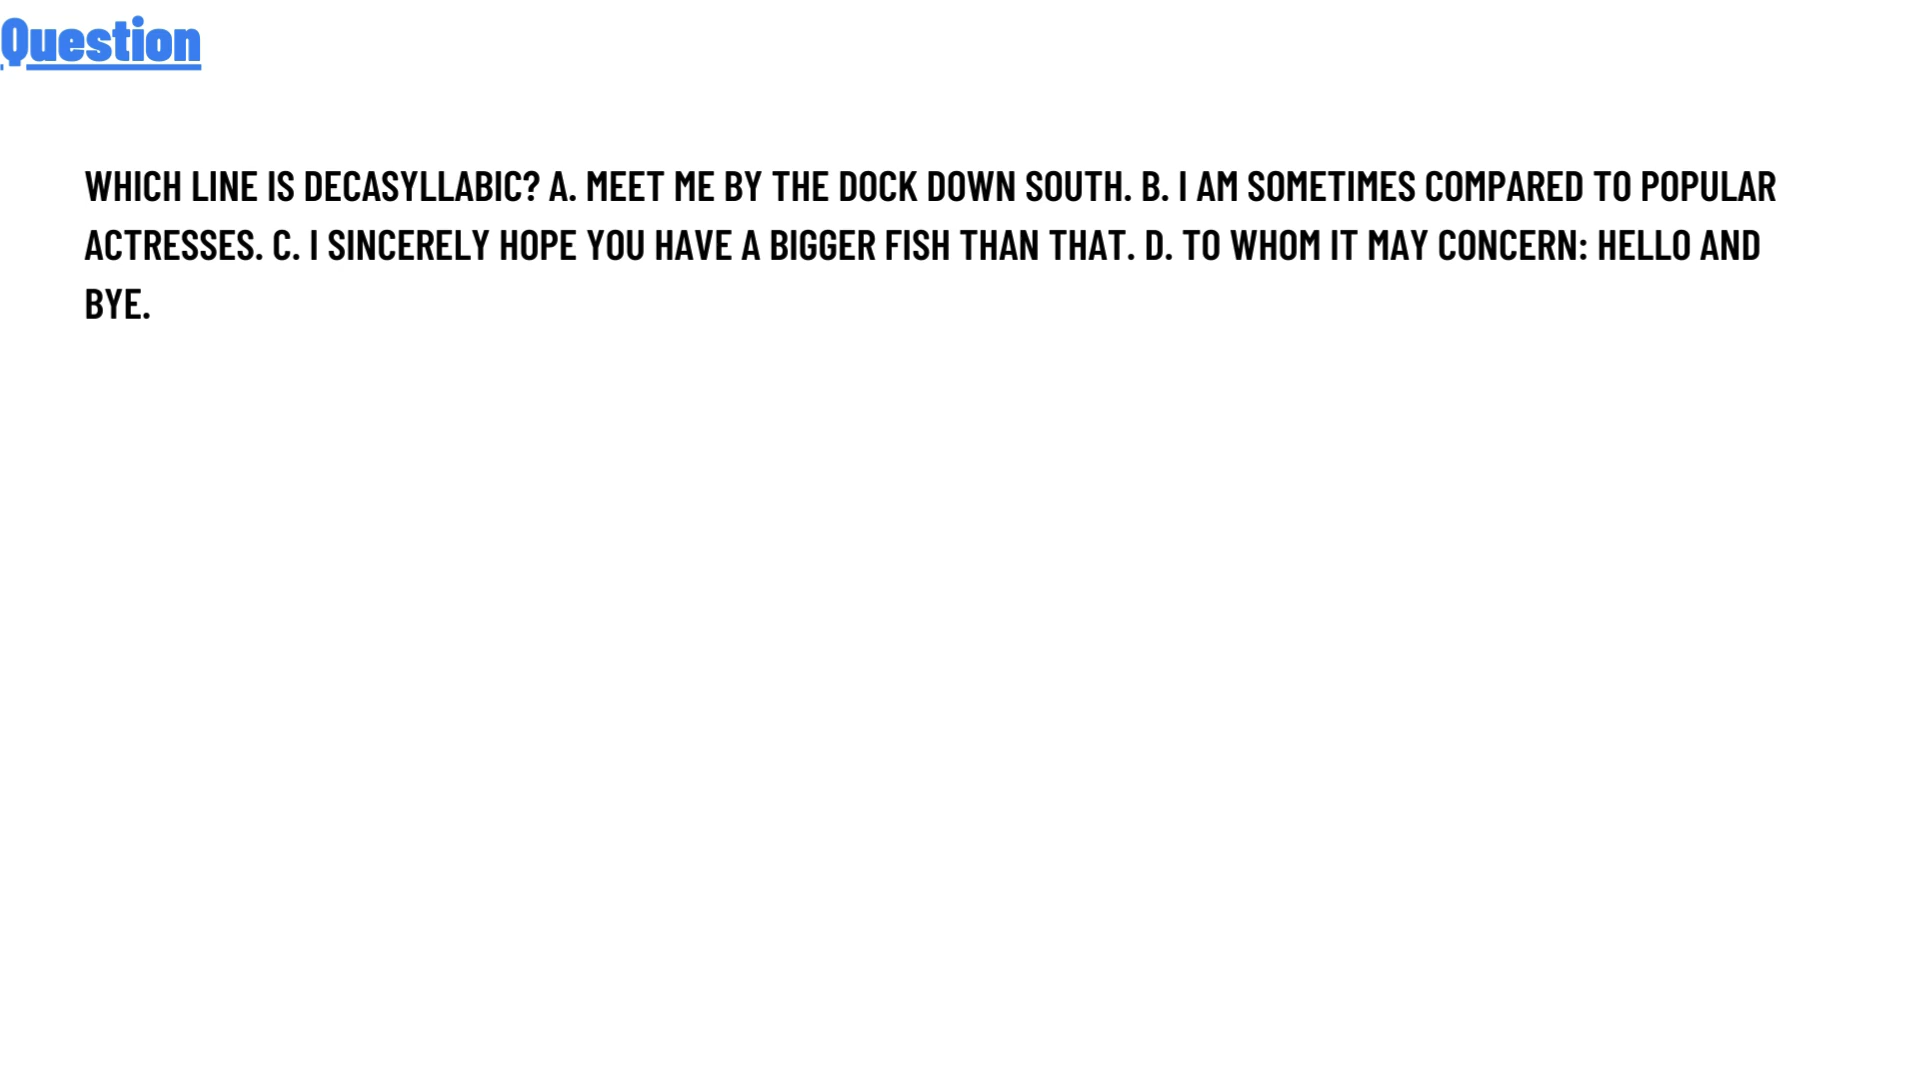 Question
WHICH LINE IS DECASYLLABIC? A. MEET ME BY THE DOCK DOWN SOUTH. B. I AM SOMETIMES COMPARED TO POPULAR
ACTRESSES. C. I SINCERELY HOPE YOU HAVE A BIGGER FISH THAN THAT. D. TO WHOM IT MAY CONCERN: HELLO AND
BYE.